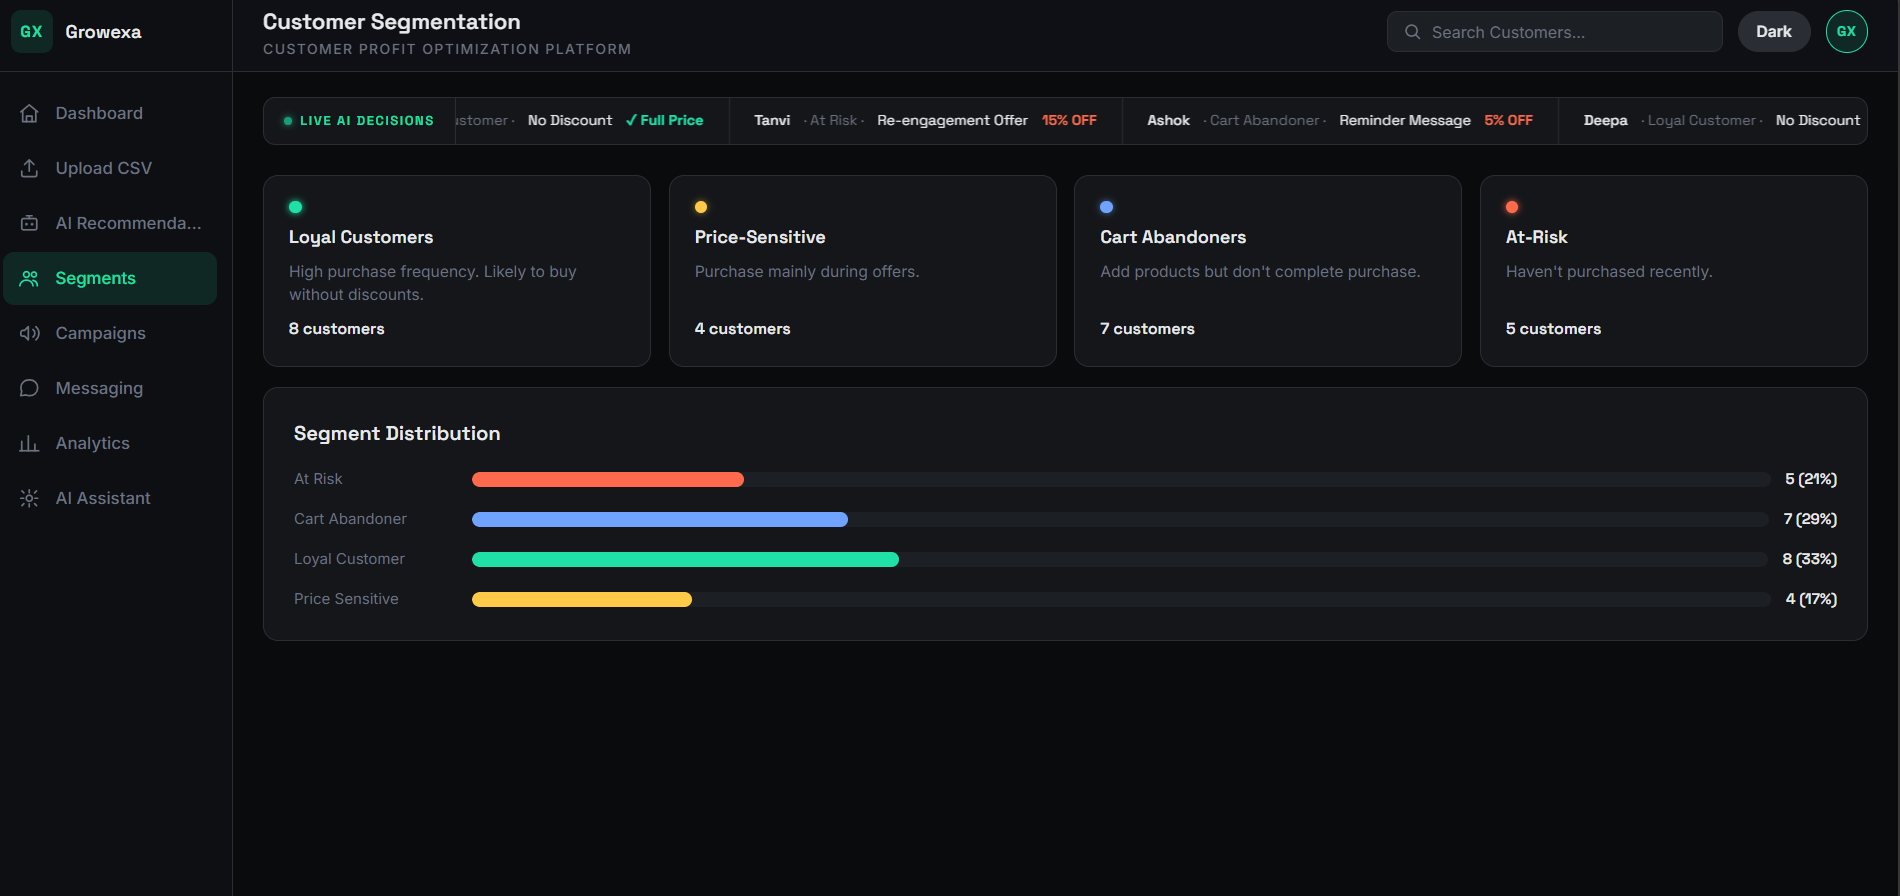 GX Growexa
Customer Segmentation
CUSTOMER PROFIT OPTIMIZATION PLATFORM
Search Customers...
Dark
GX
Dashboard
Upload CSV
AI Recommenda...
Segments
Campaigns
Messaging
Analytics
AI Assistant
LIVE AI DECISIONS
ustomer · No Discount ✓ Full Price
Tanvi · At Risk · Re-engagement Offer 15% OFF
Ashok · Cart Abandoner · Reminder Message 5% OFF
Deepa · Loyal Customer · No Discount
Loyal Customers
High purchase frequency. Likely to buy
without discounts.
8 customers
Price-Sensitive
Purchase mainly during offers.
4 customers
Cart Abandoners
Add products but don't complete purchase.
7 customers
At-Risk
Haven't purchased recently.
5 customers
Segment Distribution
At Risk 5 (21%)
Cart Abandoner 7 (29%)
Loyal Customer 8 (33%)
Price Sensitive 4 (17%)